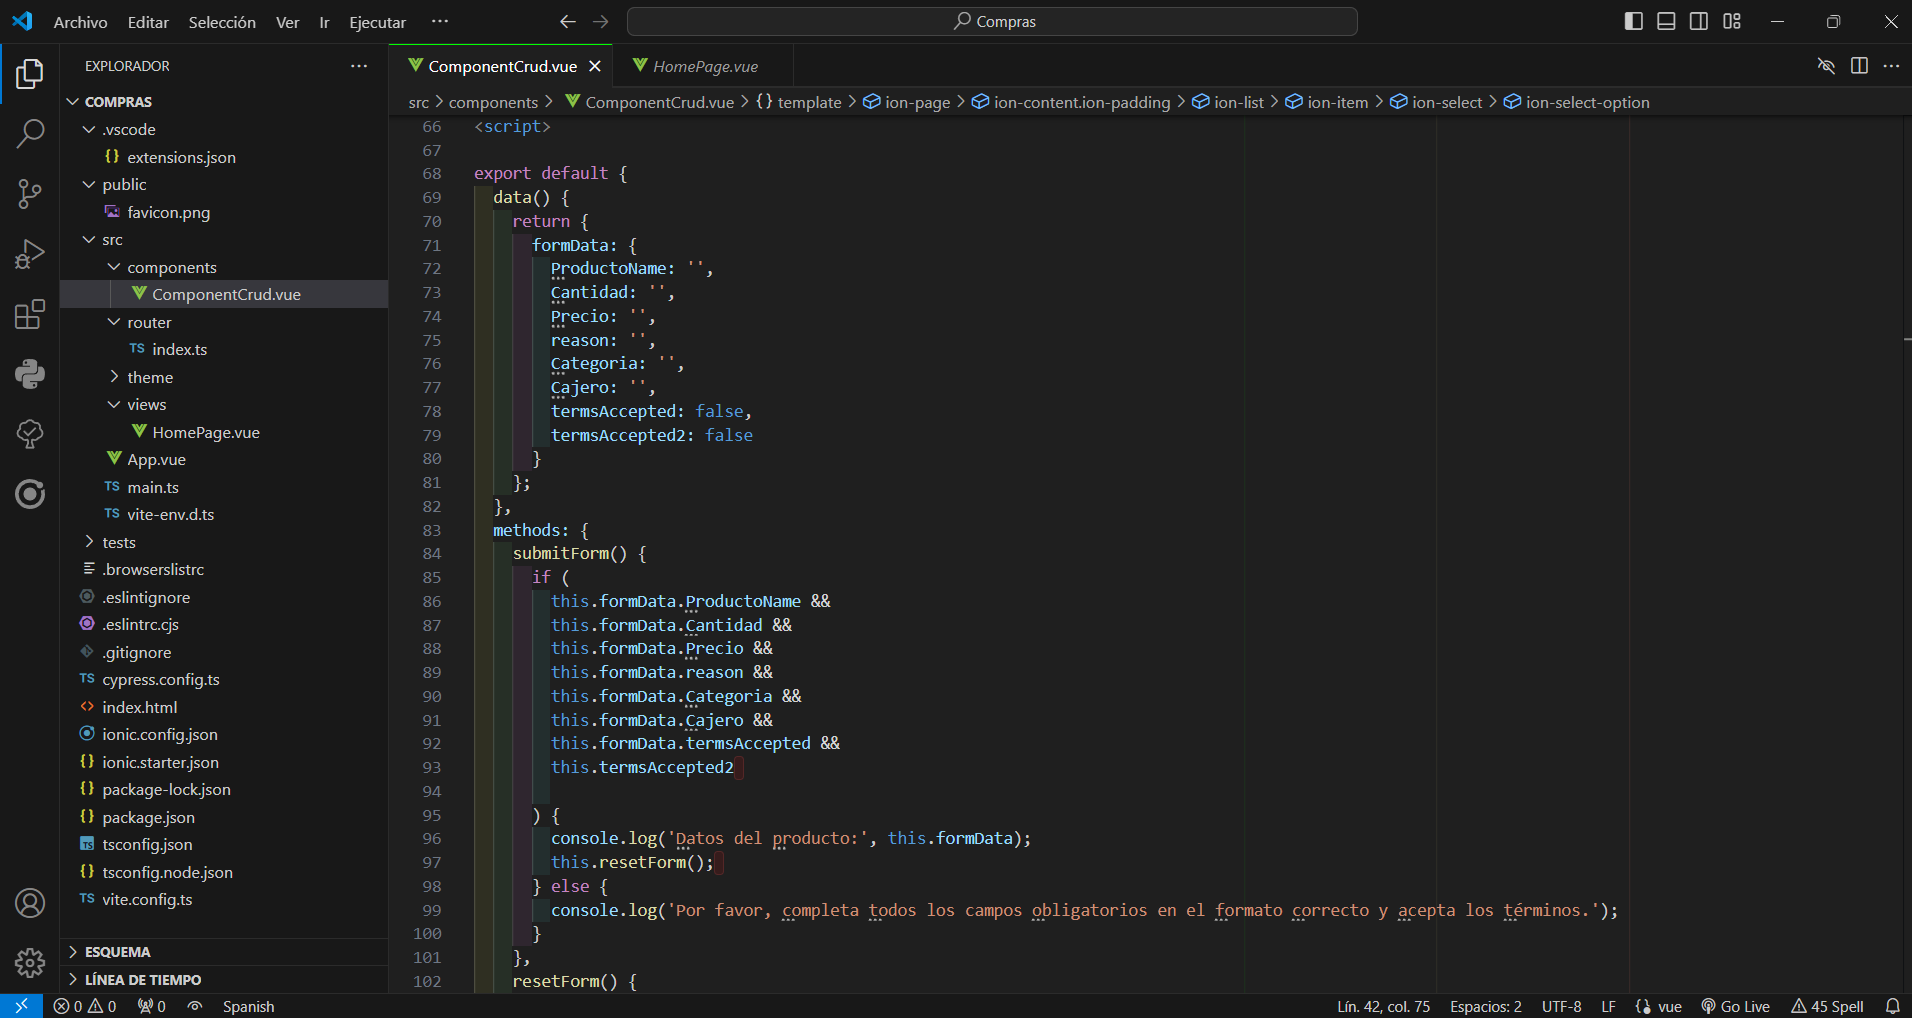 Archivo Editar Selección Ver Ir Ejecutar ··· Compras
EXPLORADOR ···
COMPRAS
.vscode
{} extensions.json
public
favicon.png
src
components
ComponentCrud.vue
router
TS index.ts
theme
views
HomePage.vue
App.vue
TS main.ts
TS vite-env.d.ts
tests
.browserslistrc
.eslintignore
.eslintrc.cjs
.gitignore
TS cypress.config.ts
<> index.html
ionic.config.json
{} ionic.starter.json
{} package-lock.json
{} package.json
TS tsconfig.json
{} tsconfig.node.json
TS vite.config.ts
ESQUEMA
LÍNEA DE TIEMPO
ComponentCrud.vue HomePage.vue
src > components > ComponentCrud.vue > {} template > ion-page > ion-content.ion-padding > ion-list > ion-item > ion-select > ion-select-option
66 <script>
67
68 export default {
69 data() {
70 return {
71 formData: {
72 ProductoName: '',
73 Cantidad: '',
74 Precio: '',
75 reason: '',
76 Categoria: '',
77 Cajero: '',
78 termsAccepted: false,
79 termsAccepted2: false
80 }
81 };
82 },
83 methods: {
84 submitForm() {
85 if (
86 this.formData.ProductoName &&
87 this.formData.Cantidad &&
88 this.formData.Precio &&
89 this.formData.reason &&
90 this.formData.Categoria &&
91 this.formData.Cajero &&
92 this.formData.termsAccepted &&
93 this.termsAccepted2
94
95 ) {
96 console.log('Datos del producto:', this.formData);
97 this.resetForm();
98 } else {
99 console.log('Por favor, completa todos los campos obligatorios en el formato correcto y acepta los términos.');
100 }
101 },
102 resetForm() {
0 0 0 Spanish Lín. 42, col. 75 Espacios: 2 UTF-8 LF {} vue Go Live 45 Spell